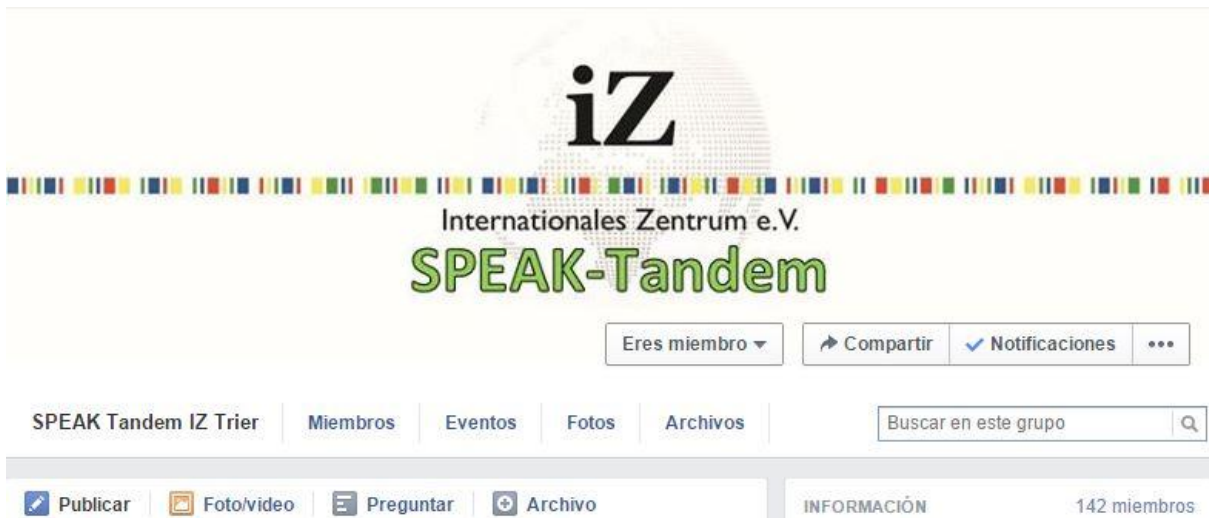 iZ
Internationales Zentrum e.V.
SPEAK-Tandem
Eres miembro Compartir Notificaciones
SPEAK Tandem IZ Trier Miembros Eventos Fotos Archivos Buscar en este grupo
Publicar Foto/video Preguntar Archivo INFORMACIÓN 142 miembros